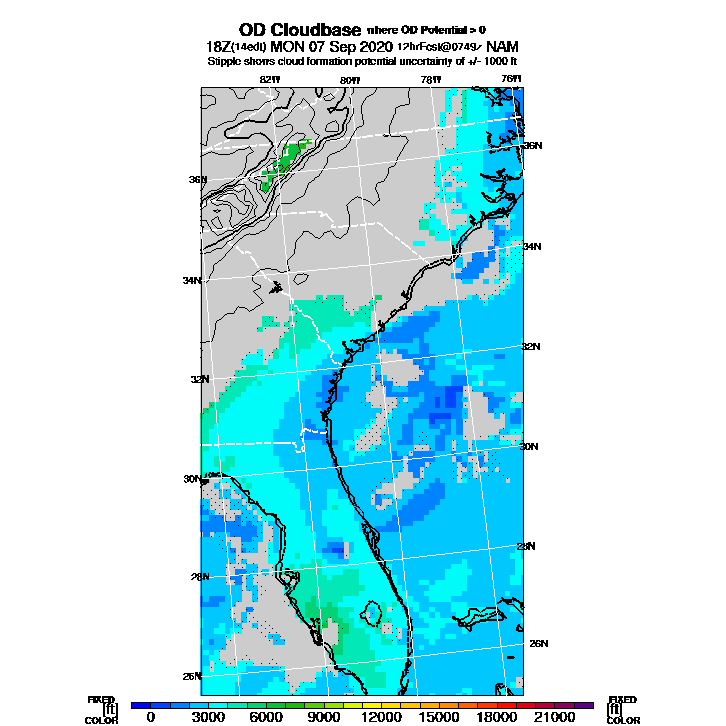 OD Cloudbase where OD Potential > 0
18Z(14edt) MON 07 Sep 2020 12hrFcst@0749z NAM
Stipple shows cloud formation potential uncertainty of +/- 1000 ft
82W 80W 78W 76W
36N
36N
34N
34N
32N
32N
30N
30N
28N
28N
26N
26N
FIXED FIXED
[ft] [ft]
COLOR COLOR
0 3000 6000 9000 12000 15000 18000 21000